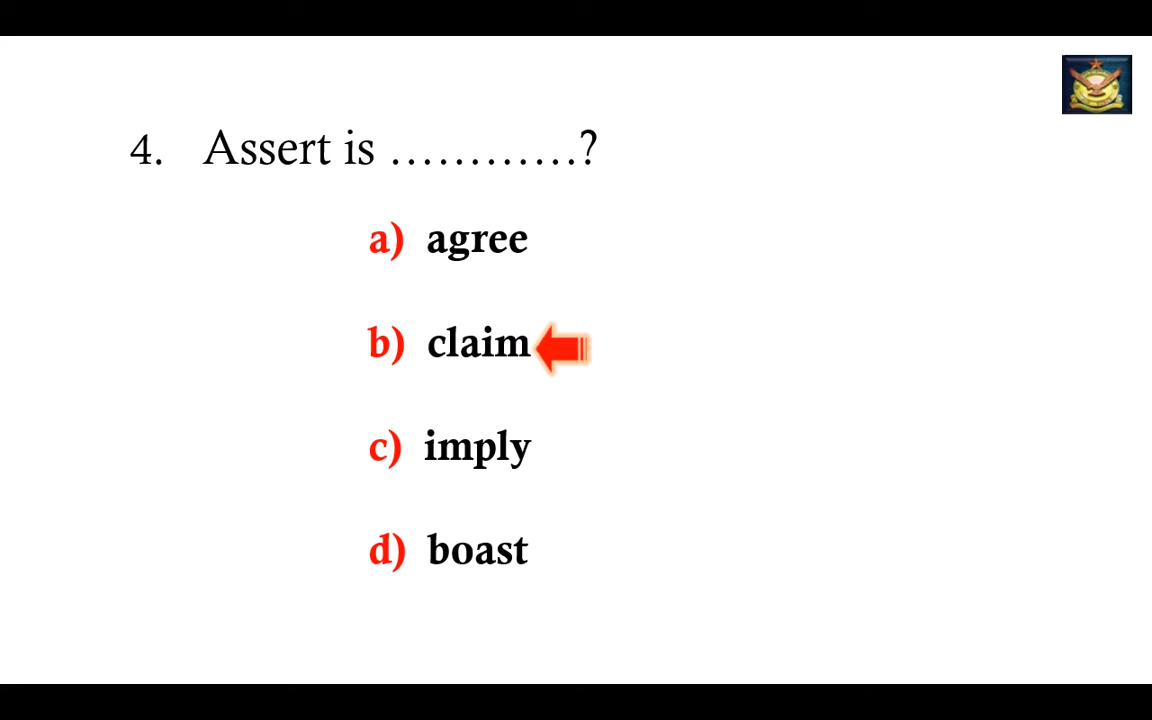 4. Assert is ............?
a) agree
b) claim
c) imply
d) boast